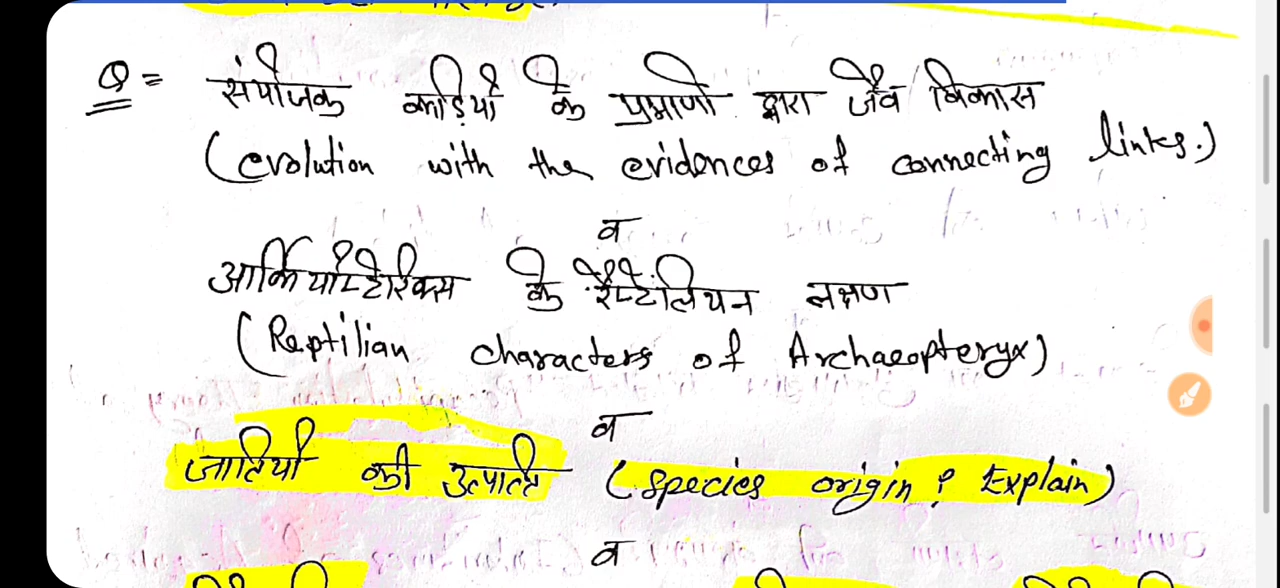 Q = संयोजक कड़ियों के प्रमाणों द्वारा जैव विकास
(evolution with the evidences of connecting links.)
व
आर्कियोप्टेरिक्स के रेप्टेलियन लक्षण
(Reptilian characters of Archaeopteryx)
व
जातियों की उत्पत्ति (species origin ? Explain)
व